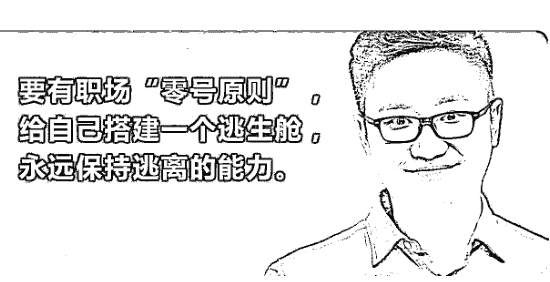 要有职场“零号原则”，
给自己搭建一个逃生舱，
永远保持逃离的能力。